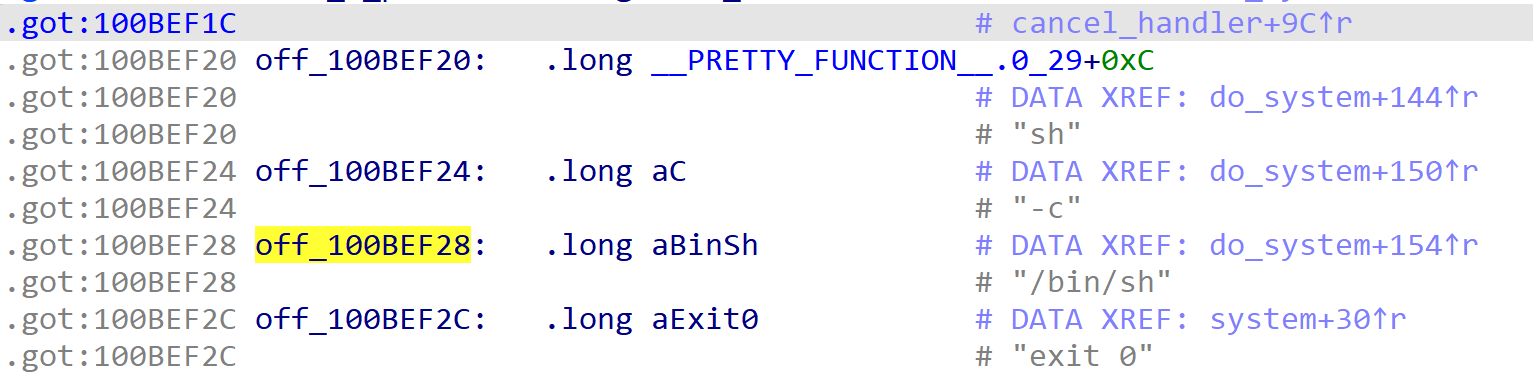 .got:100BEF1C # cancel_handler+9C↑r
.got:100BEF20 off_100BEF20: .long __PRETTY_FUNCTION__.0_29+0xC
.got:100BEF20 # DATA XREF: do_system+144↑r
.got:100BEF20 # "sh"
.got:100BEF24 off_100BEF24: .long aC # DATA XREF: do_system+150↑r
.got:100BEF24 # "-c"
.got:100BEF28 off_100BEF28: .long aBinSh # DATA XREF: do_system+154↑r
.got:100BEF28 # "/bin/sh"
.got:100BEF2C off_100BEF2C: .long aExit0 # DATA XREF: system+30↑r
.got:100BEF2C # "exit 0"